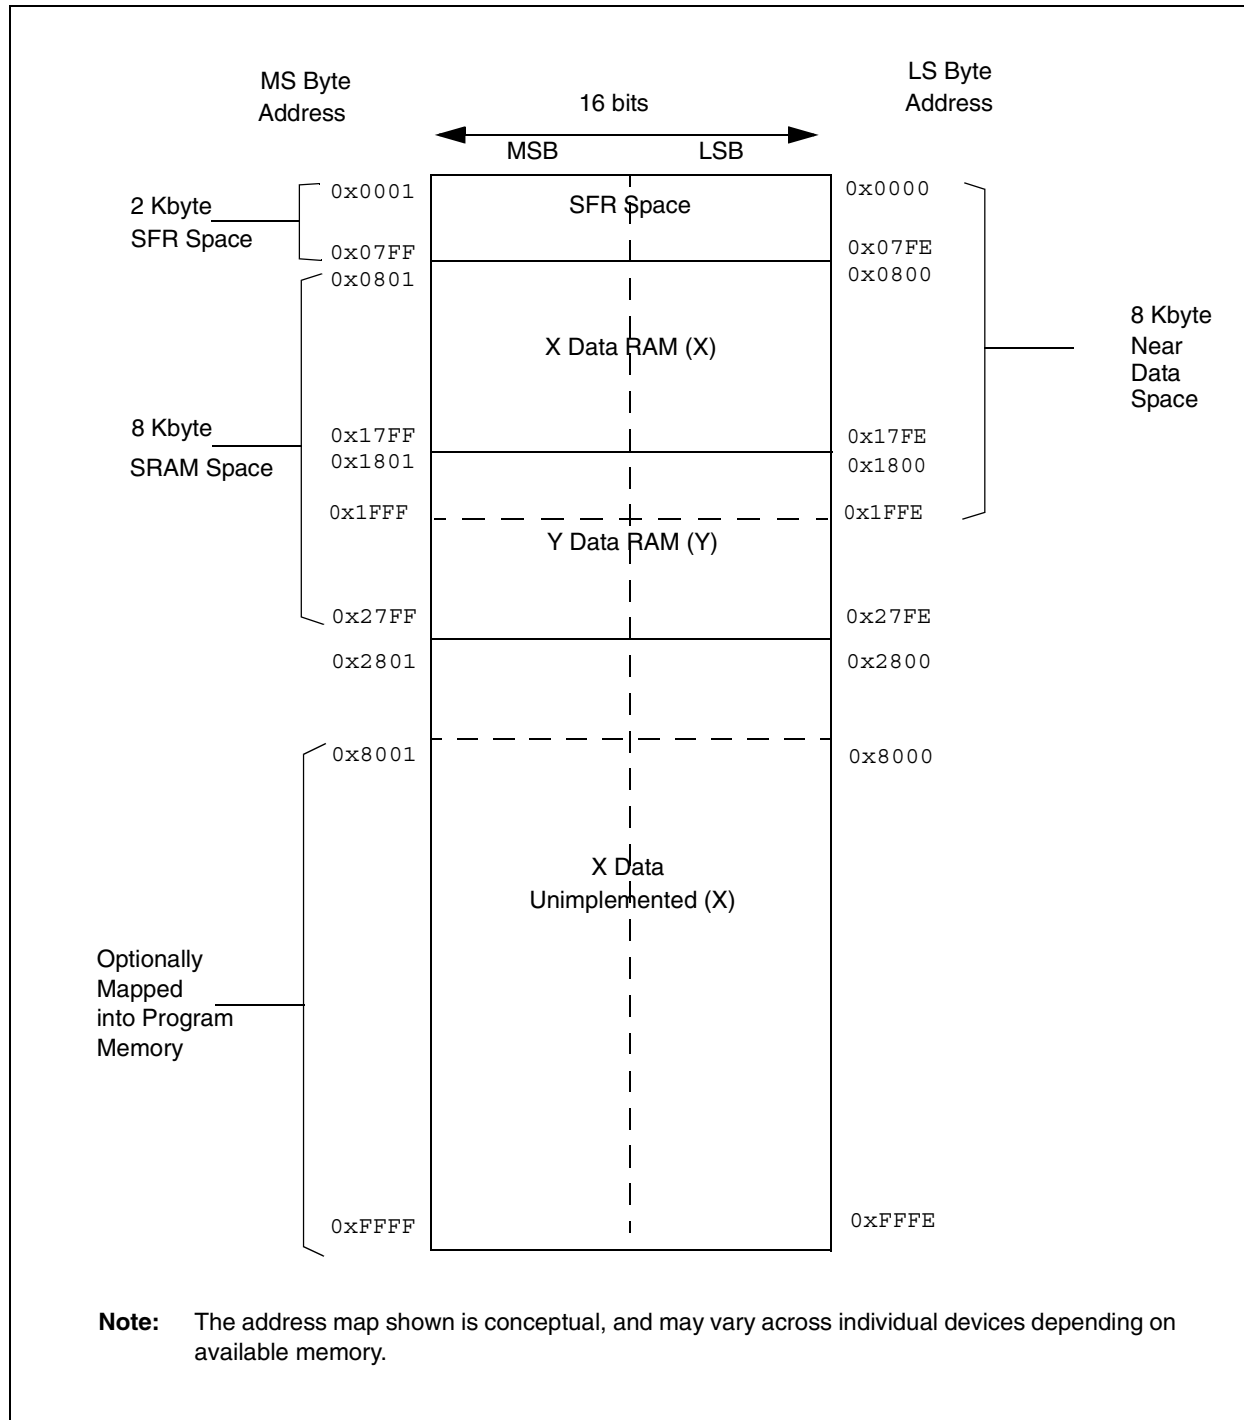 MS Byte
Address
16 bits
LS Byte
Address
MSB
LSB
2 Kbyte
SFR Space
0x0001
SFR Space
0x0000
0x07FF
0x07FE
0x0801
0x0800
8 Kbyte
Near
Data
Space
X Data RAM (X)
8 Kbyte
SRAM Space
0x17FF
0x17FE
0x1801
0x1800
0x1FFF
0x1FFE
Y Data RAM (Y)
0x27FF
0x27FE
0x2801
0x2800
0x8001
0x8000
X Data
Unimplemented (X)
Optionally
Mapped
into Program
Memory
0xFFFF
0xFFFE
Note: The address map shown is conceptual, and may vary across individual devices depending on
available memory.